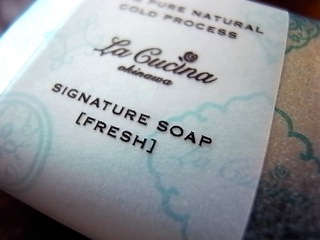 PURE NATURAL
COLD PROCESS
La Cucina
okinawa
SIGNATURE SOAP
[FRESH]